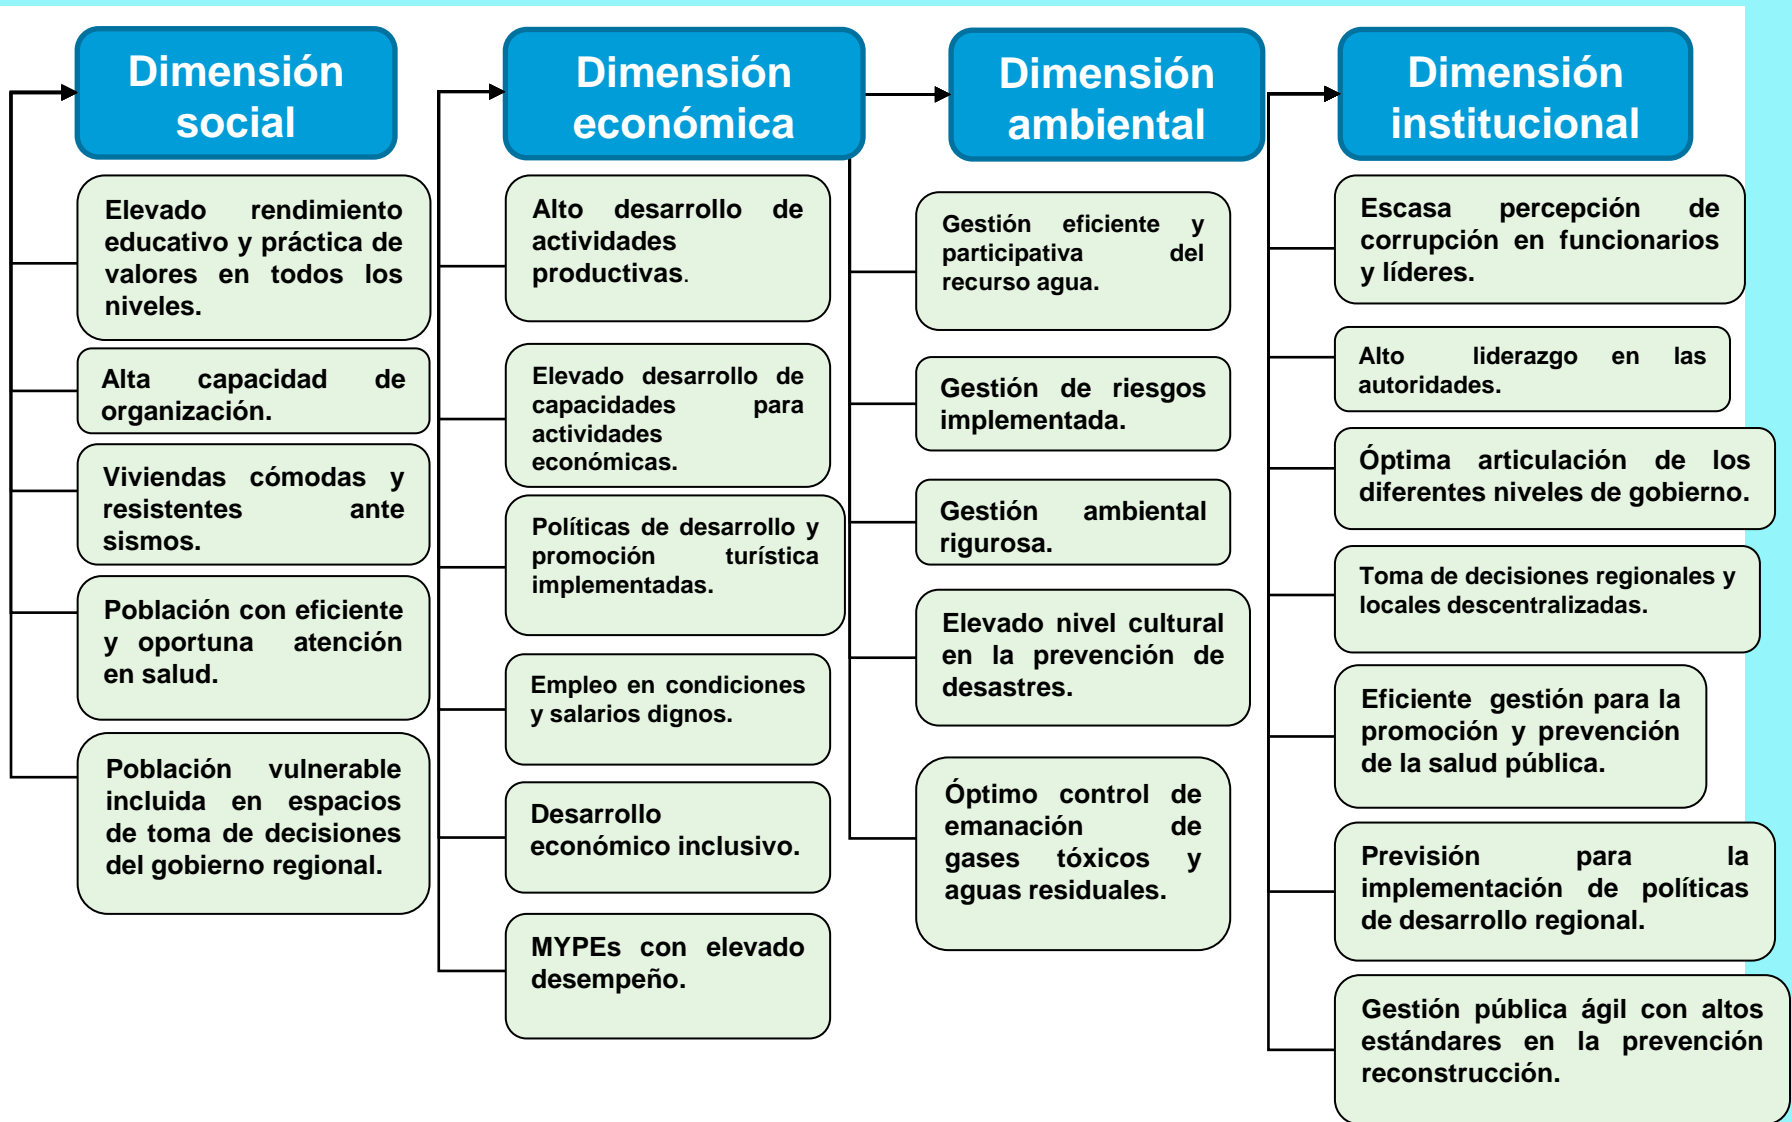 Dimensión
social
Elevado rendimiento
educativo y práctica de
valores en todos los
niveles.
Alta capacidad de
organización.
Viviendas cómodas y
resistentes ante
sismos.
Población con eficiente
y oportuna atención
en salud.
Población vulnerable
incluida en espacios
de toma de decisiones
del gobierno regional.
Dimensión
económica
Alto desarrollo de
actividades
productivas.
Elevado desarrollo de
capacidades para
actividades
económicas.
Políticas de desarrollo y
promoción turística
implementadas.
Empleo en condiciones
y salarios dignos.
Desarrollo
económico inclusivo.
MYPEs con elevado
desempeño.
Dimensión
ambiental
Gestión eficiente y
participativa del
recurso agua.
Gestión de riesgos
implementada.
Gestión ambiental
rigurosa.
Elevado nivel cultural
en la prevención de
desastres.
Óptimo control de
emanación de
gases tóxicos y
aguas residuales.
Dimensión
institucional
Escasa percepción de
corrupción en funcionarios
y líderes.
Alto liderazgo en las
autoridades.
Óptima articulación de los
diferentes niveles de gobierno.
Toma de decisiones regionales y
locales descentralizadas.
Eficiente gestión para la
promoción y prevención
de la salud pública.
Previsión para la
implementación de políticas
de desarrollo regional.
Gestión pública ágil con altos
estándares en la prevención
reconstrucción.